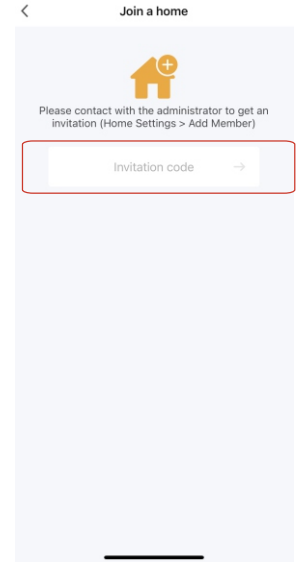 Join a home
Please contact with the administrator to get an
invitation (Home Settings > Add Member)
Invitation code